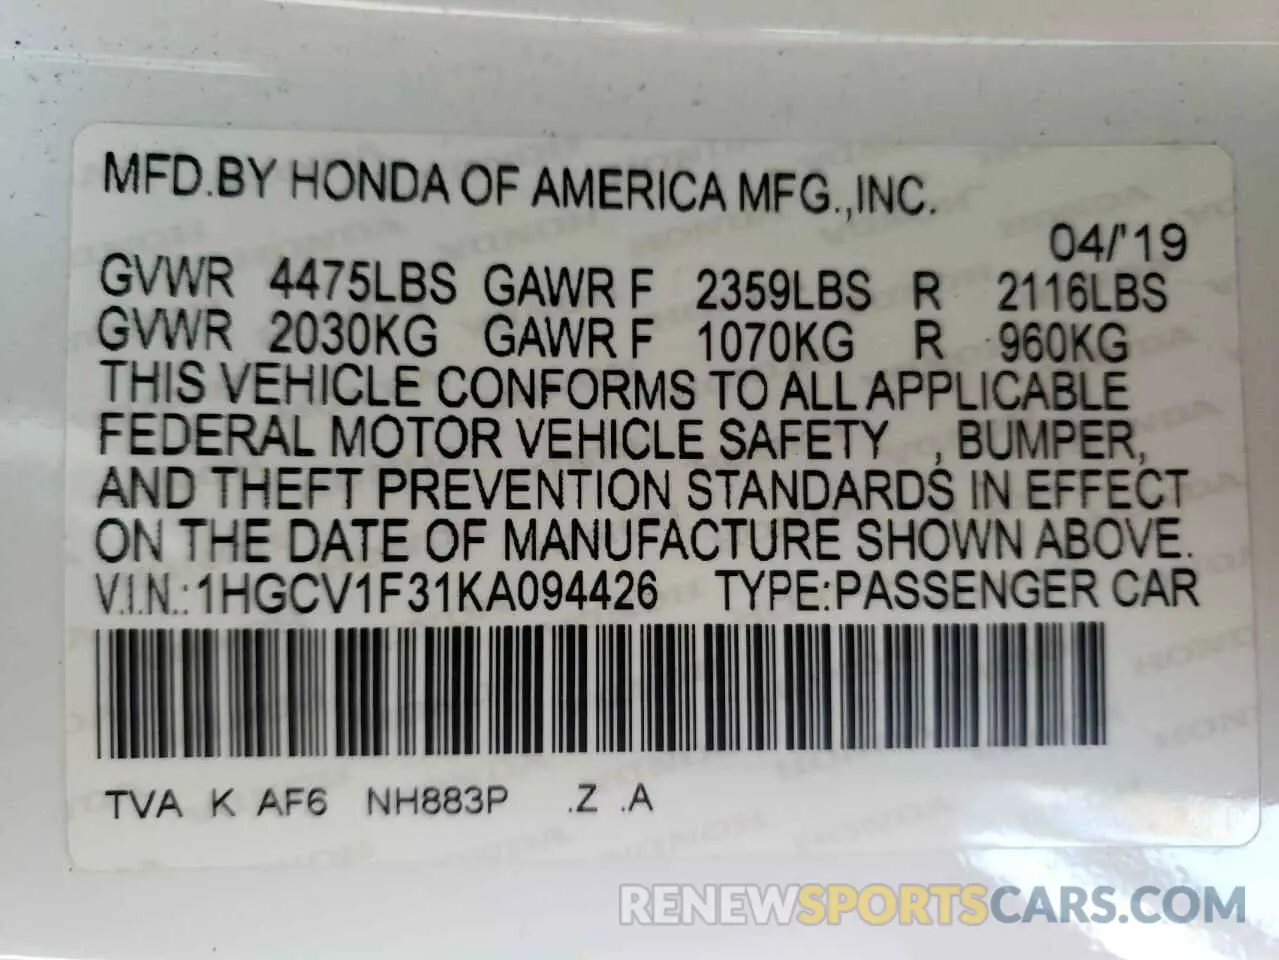 MFD.BY HONDA OF AMERICA MFG.,INC.
04/'19
GVWR 4475LBS GAWR F 2359LBS R 2116LBS
GVWR 2030KG GAWR F 1070KG R 960KG
THIS VEHICLE CONFORMS TO ALL APPLICABLE
FEDERAL MOTOR VEHICLE SAFETY , BUMPER,
AND THEFT PREVENTION STANDARDS IN EFFECT
ON THE DATE OF MANUFACTURE SHOWN ABOVE.
V.I.N.:1HGCV1F31KA094426 TYPE:PASSENGER CAR
TVA K AF6 NH883P .Z .A
RENEWSPORTSCARS.COM